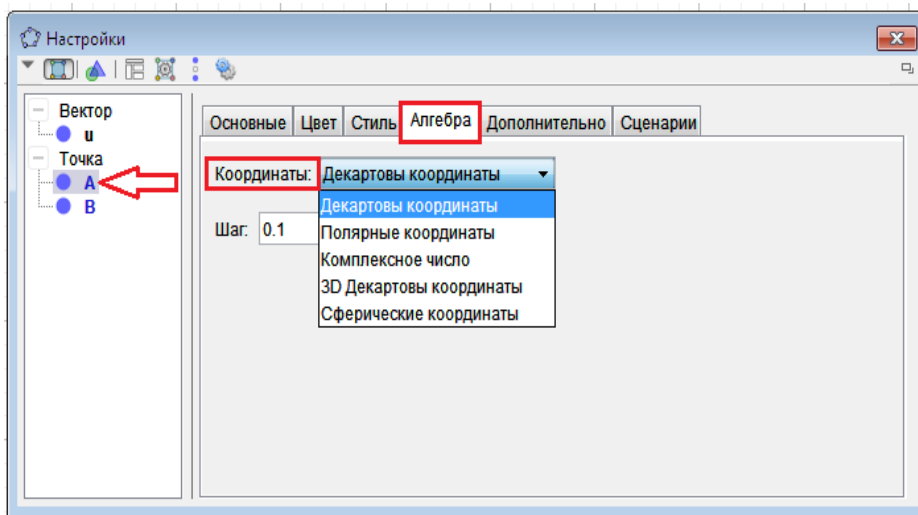 Настройки
Вектор
u
Точка
A
B
Основные Цвет Стиль Алгебра Дополнительно Сценарии
Координаты: Декартовы координаты
Декартовы координаты
Шаг: 0.1
Полярные координаты
Комплексное число
3D Декартовы координаты
Сферические координаты